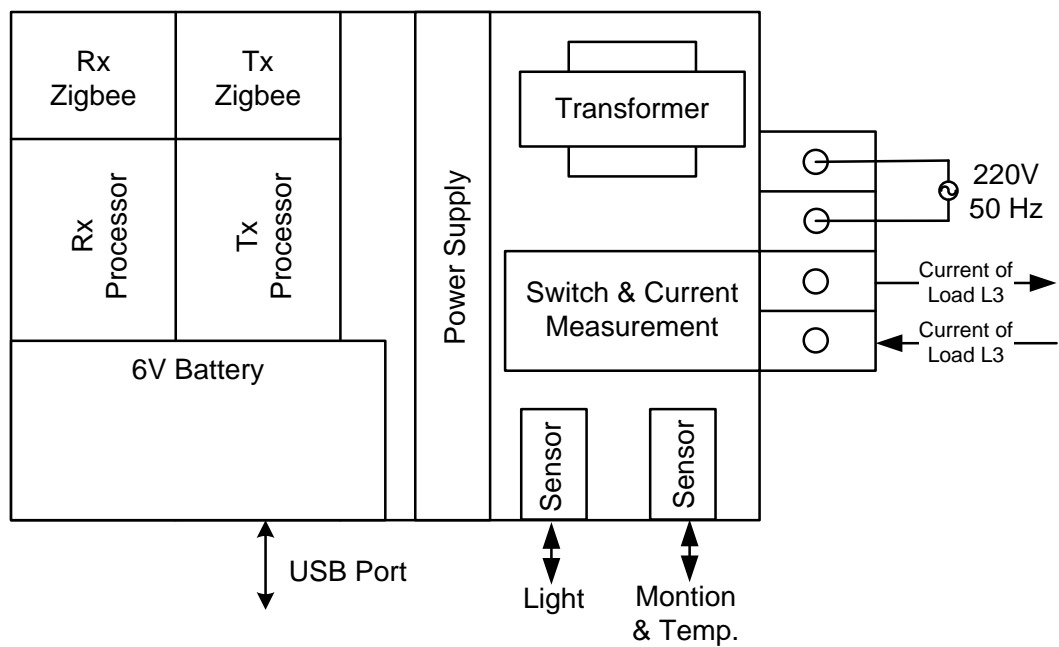 Rx
Zigbee
Tx
Zigbee
Transformer
Rx
Processor
Tx
Processor
Power Supply
220V
50 Hz
Switch & Current
Measurement
Current of
Load L3
Current of
Load L3
6V Battery
Sensor
Sensor
USB Port
Light
Montion
& Temp.